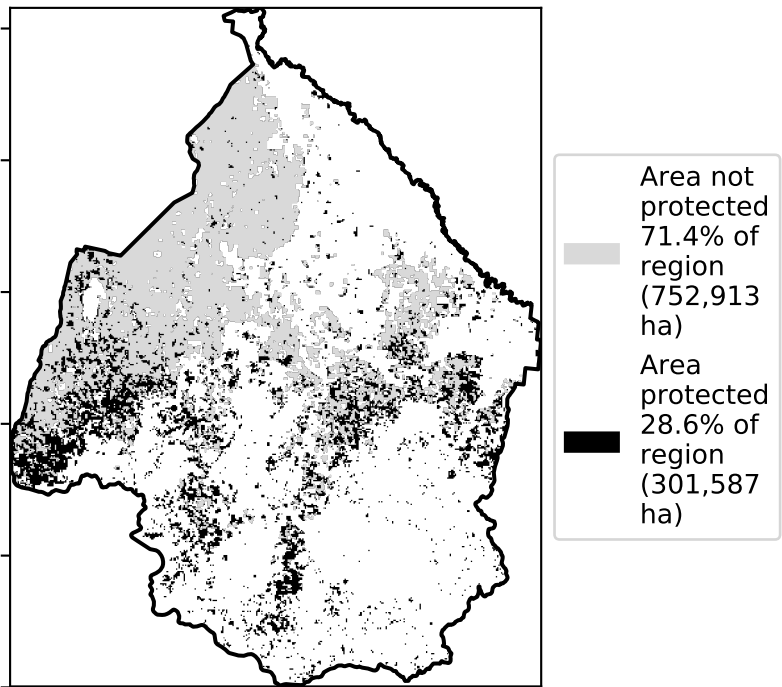 Area not
protected
71.4% of
region
(752,913
ha)
Area
protected
28.6% of
region
(301,587
ha)